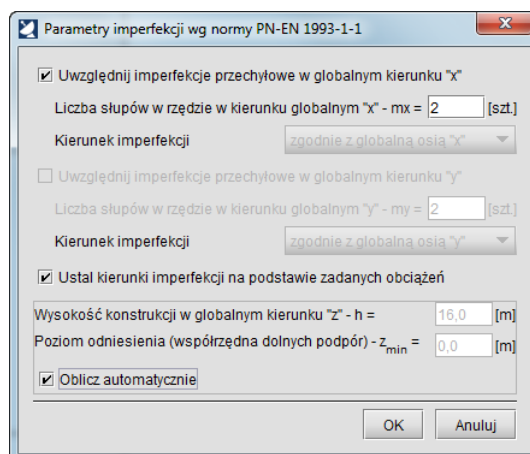 Parametry imperfekcji wg normy PN-EN 1993-1-1
Uwzględnij imperfekcje przechyłowe w globalnym kierunku "x"
Liczba słupów w rzędzie w kierunku globalnym "x" - mx = 2 [szt.]
Kierunek imperfekcji zgodnie z globalną osią "x"
Uwzględnij imperfekcje przechyłowe w globalnym kierunku "y"
Liczba słupów w rzędzie w kierunku globalnym "y" - my = 2 [szt.]
Kierunek imperfekcji zgodnie z globalną osią "y"
Ustal kierunki imperfekcji na podstawie zadanych obciążeń
Wysokość konstrukcji w globalnym kierunku "z" - h = 16,0 [m]
Poziom odniesienia (współrzędna dolnych podpór) - zmin = 0,0 [m]
Oblicz automatycznie
OK Anuluj